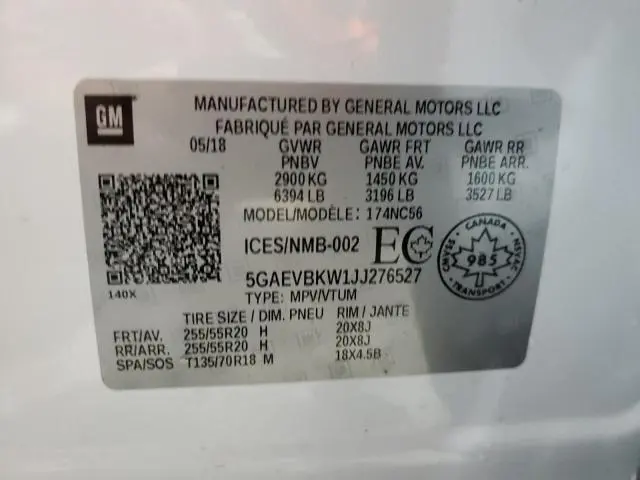 GM
MANUFACTURED BY GENERAL MOTORS LLC
FABRIQUÉ PAR GENERAL MOTORS LLC
05/18 GVWR GAWR FRT GAWR RR
PNBV PNBE AV. PNBE ARR.
2900 KG 1450 KG 1600 KG
6394 LB 3196 LB 3527 LB
MODEL/MODÈLE: 174NC56
ICES/NMB-002 EC
CANADA
985
TRANSPORT
5GAEVBKW1JJ276527
140X
TYPE: MPV/VTUM
TIRE SIZE / DIM. PNEU RIM / JANTE
FRT/AV. 255/55R20 H 20X8J
RR/ARR. 255/55R20 H 20X8J
SPA/SOS T135/70R18 M 18X4.5B